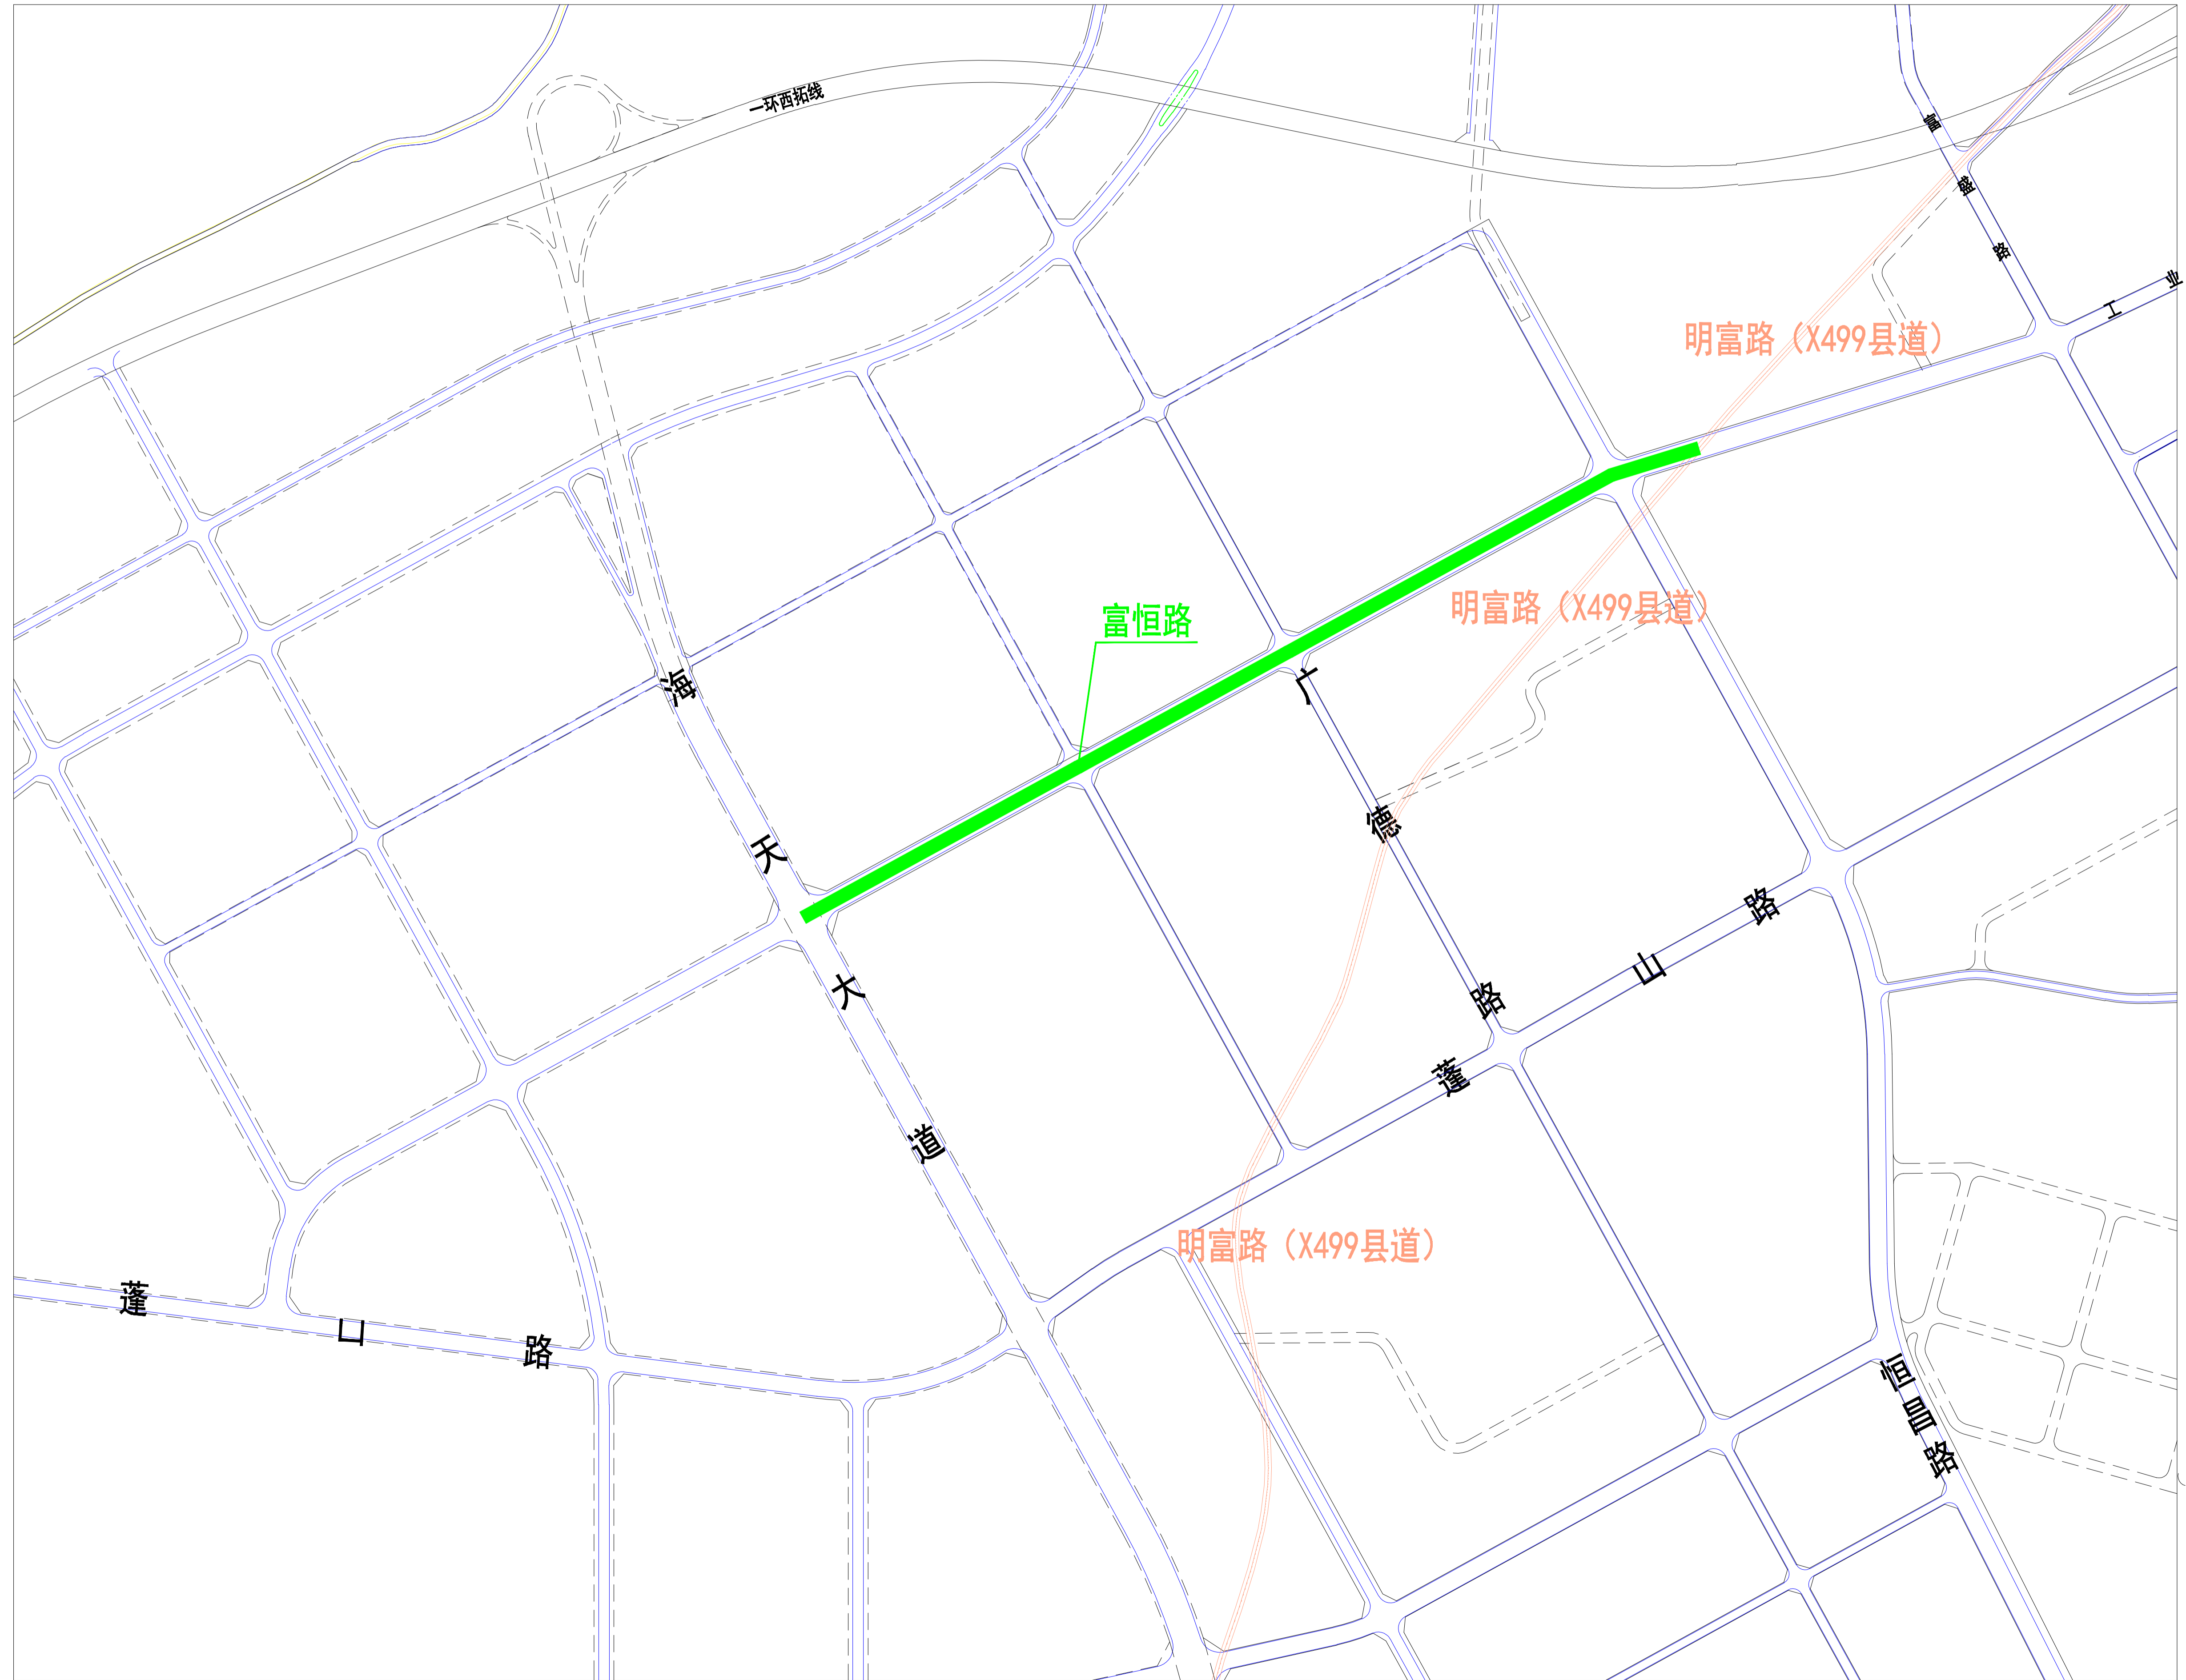 一环西拓线
富盛路
工业
明富路（X499县道）
明富路（X499县道）
富恒路
海天大道
广德路
蓬山路
明富路（X499县道）
蓬山路
恒昌路